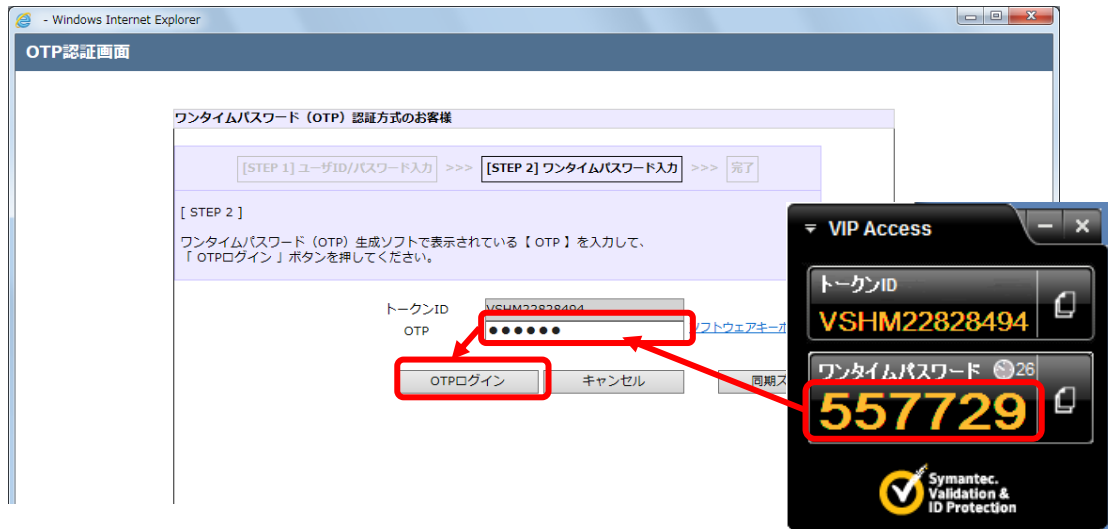 - Windows Internet Explorer
OTP認証画面
ワンタイムパスワード（OTP）認証方式のお客様
[STEP 1] ユーザID/パスワード入力 >>> [STEP 2] ワンタイムパスワード入力 >>> 完了
[ STEP 2 ]
ワンタイムパスワード（OTP）生成ソフトで表示されている【 OTP 】を入力して、
「 OTPログイン 」ボタンを押してください。
トークンID VSHM22828494
OTP ●●●●●● ソフトウェアキーボ
OTPログイン キャンセル 同期ス
VIP Access
トークンID
VSHM22828494
ワンタイムパスワード 26
557729
Symantec.
Validation &
ID Protection